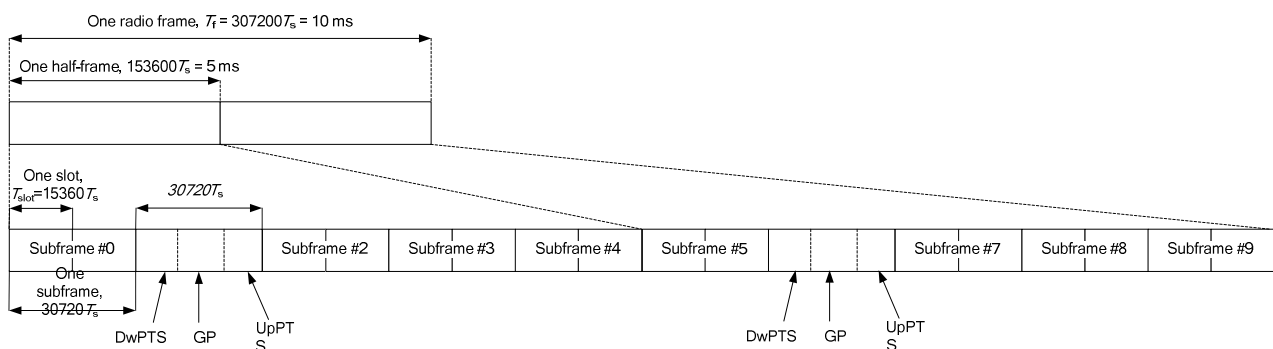 One radio frame, Tf = 307200Ts = 10 ms
One half-frame, 153600Ts = 5 ms
One slot,
Tslot=15360Ts
30720Ts
Subframe #0
Subframe #2
Subframe #3
Subframe #4
Subframe #5
Subframe #7
Subframe #8
Subframe #9
One
subframe,
30720Ts
DwPTS
GP
UpPT
S
DwPTS
GP
UpPT
S